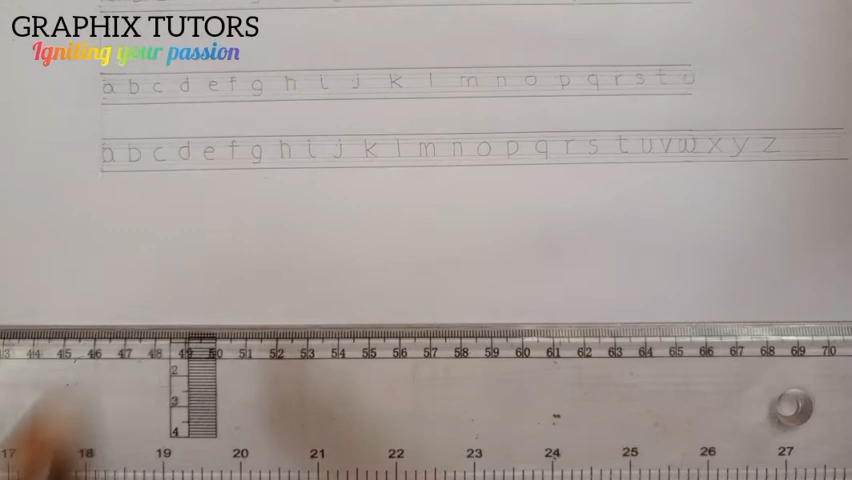 GRAPHIX TUTORS
Igniting your passion
a b c d e f g h i j k l m n o p q r s t u
a b c d e f g h i j k l m n o p q r s t u v w x y z
44 45 46 47 48 49 50 51 52 53 54 55 56 57 58 59 60 61 62 63 64 65 66 67 68 69 70
2
3
4
17 18 19 20 21 22 23 24 25 26 27